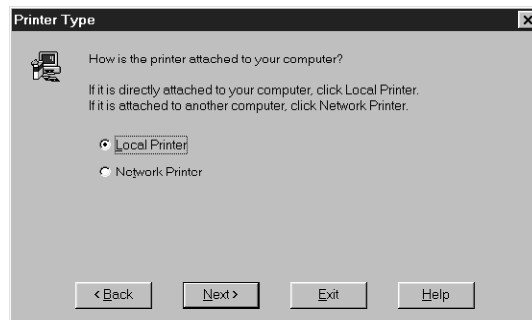 Printer Type
How is the printer attached to your computer?
If it is directly attached to your computer, click Local Printer.
If it is attached to another computer, click Network Printer.
Local Printer
Network Printer
< Back Next > Exit Help